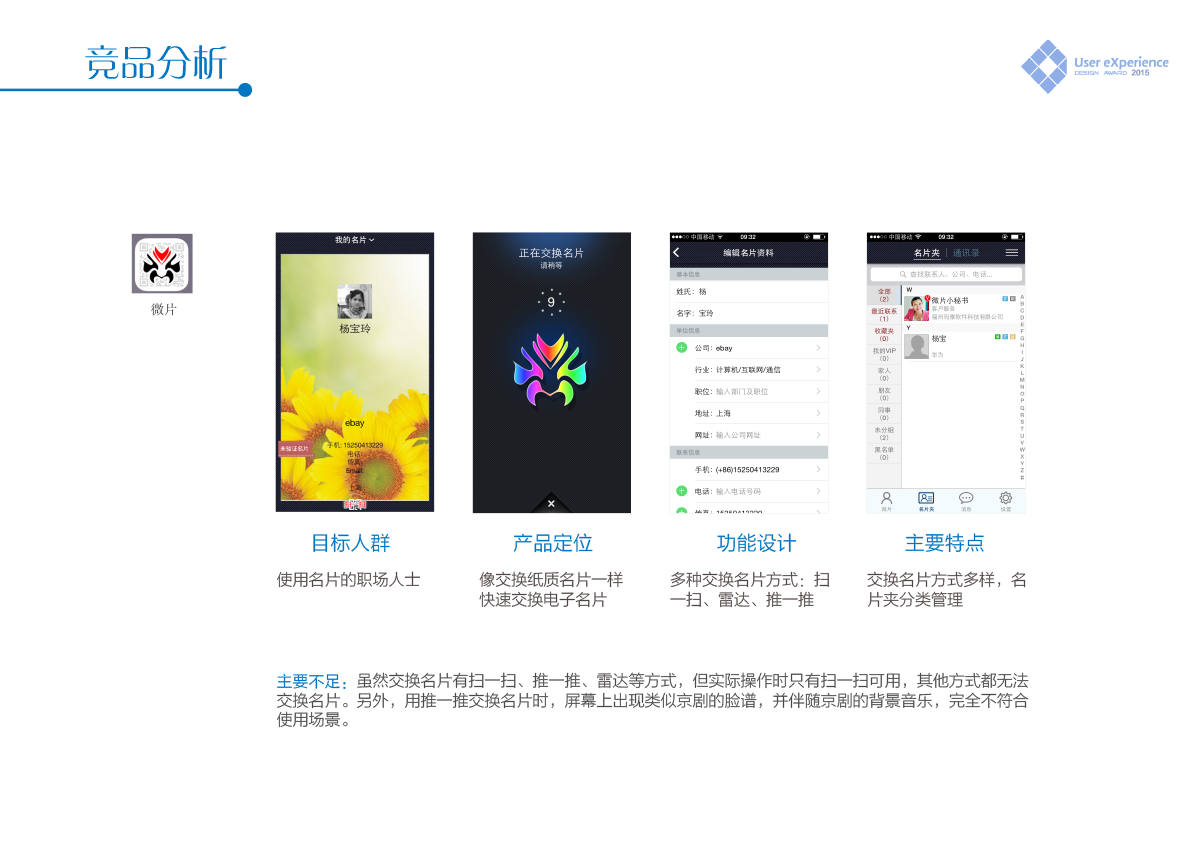 竞品分析
User eXperience
DESIGN AWARD 2015
微片
我的名片
杨宝玲
ebay
手机: 15250413229
电话:
传真:
Email:
上海
未验证名片
正在交换名片
请稍等
9
中国移动
09:32
编辑名片资料
基本信息
姓氏: 杨
名字: 宝玲
单位信息
公司: ebay
行业: 计算机/互联网/通信
职位: 输入部门及职位
地址: 上海
网址: 输入公司网址
联系信息
手机: (+86)15250413229
电话: 输入电话号码
传真: 15250413229
中国移动
09:32
名片夹 | 通讯录
查找联系人、公司、电话...
全部
(2)
最近联系
(1)
收藏夹
(0)
我的VIP
(0)
家人
(0)
朋友
(0)
同事
(0)
未分组
(2)
黑名单
(0)
W
微片小秘书
客户服务
Y
杨宝
A
B
C
D
E
F
G
H
I
J
K
L
M
N
O
P
Q
R
S
T
U
V
W
X
Y
Z
#
微片
名片夹
消息
设置
目标人群
使用名片的职场人士
产品定位
像交换纸质名片一样
快速交换电子名片
功能设计
多种交换名片方式：扫
一扫、雷达、推一推
主要特点
交换名片方式多样，名
片夹分类管理
主要不足：虽然交换名片有扫一扫、推一推、雷达等方式，但实际操作时只有扫一扫可用，其他方式都无法
交换名片。另外，用推一推交换名片时，屏幕上出现类似京剧的脸谱，并伴随京剧的背景音乐，完全不符合
使用场景。